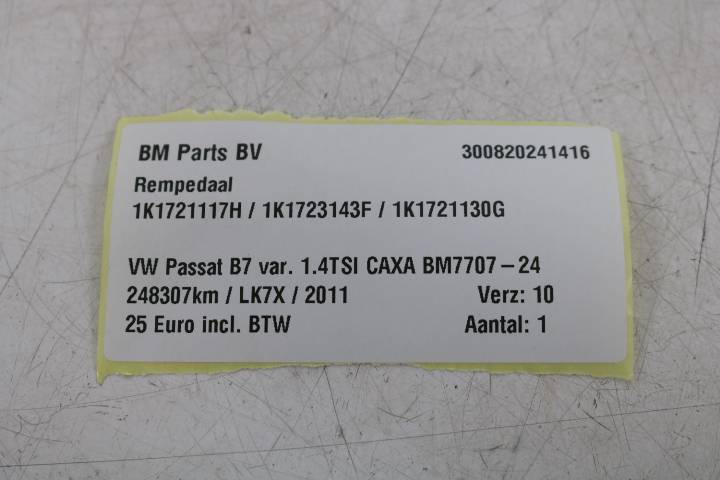 BM Parts BV 300820241416
Rempedaal
1K1721117H / 1K1723143F / 1K1721130G
VW Passat B7 var. 1.4TSI CAXA BM7707-24
248307km / LK7X / 2011 Verz: 10
25 Euro incl. BTW Aantal: 1